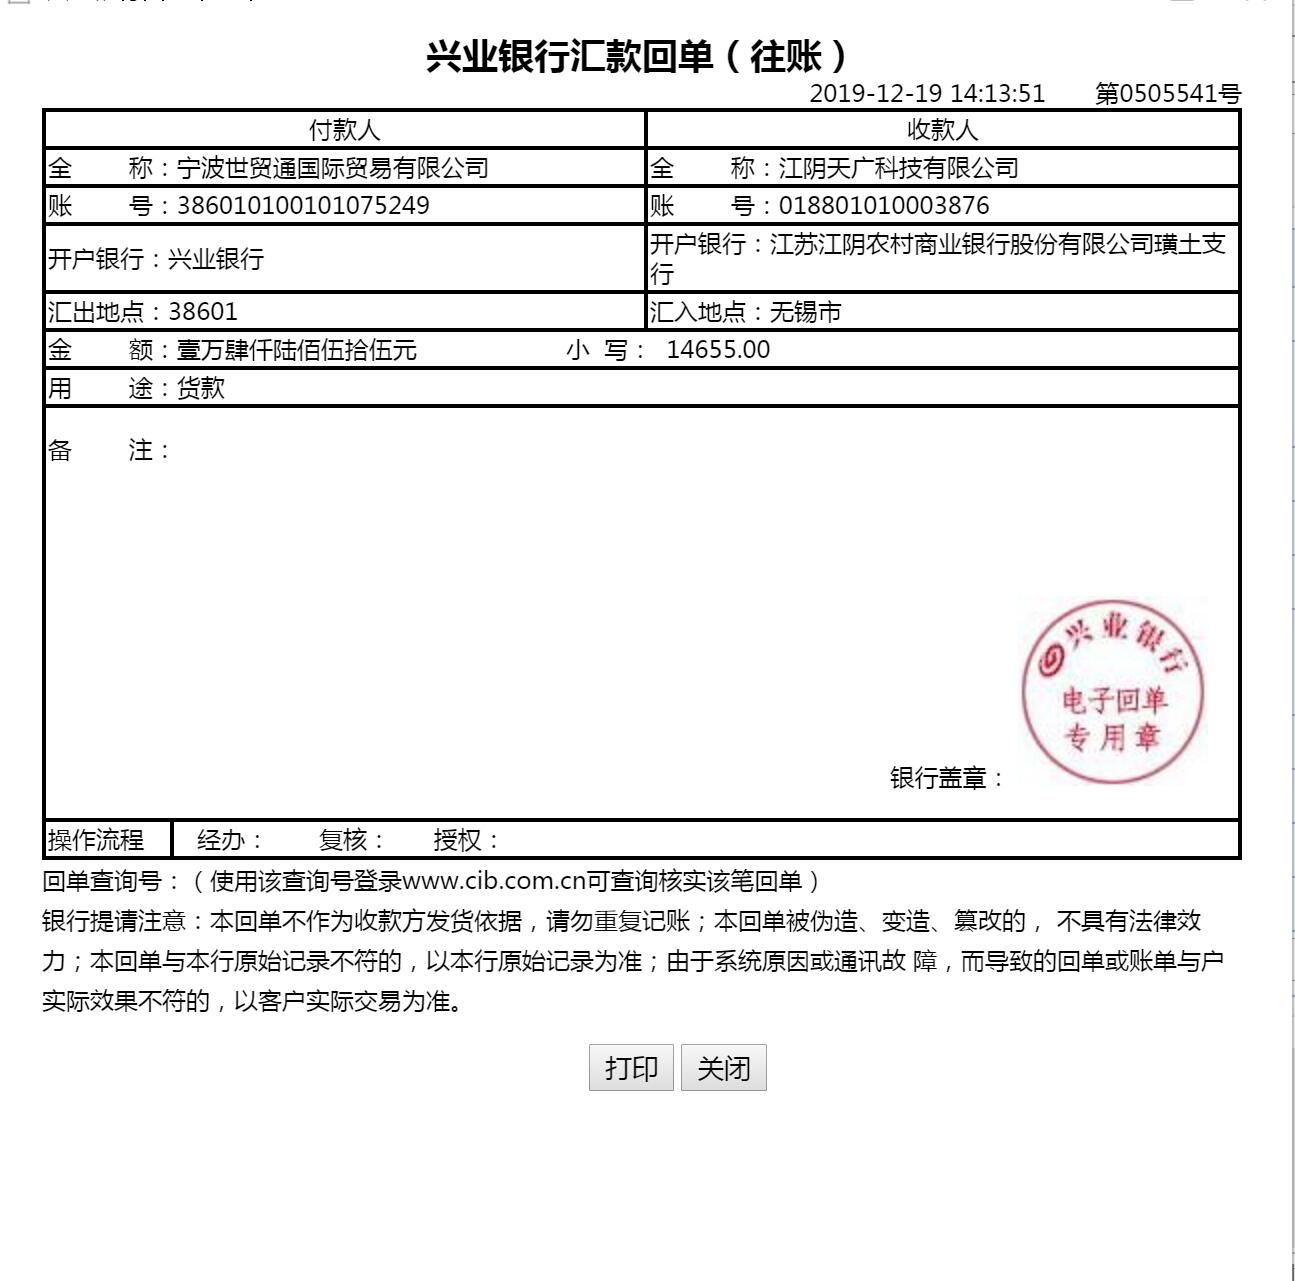 兴业银行汇款回单（往账）
2019-12-19 14:13:51 第0505541号
付款人 收款人
全 称：宁波世贸通国际贸易有限公司 全 称：江阴天广科技有限公司
账 号：386010100101075249 账 号：018801010003876
开户银行：兴业银行 开户银行：江苏江阴农村商业银行股份有限公司璜土支
行
汇出地点：38601 汇入地点：无锡市
金 额：壹万肆仟陆佰伍拾伍元 小 写： 14655.00
用 途：货款
备 注：
兴业银行
电子回单
专用章
银行盖章：
操作流程 经办： 复核： 授权：
回单查询号：（使用该查询号登录www.cib.com.cn可查询核实该笔回单）
银行提请注意：本回单不作为收款方发货依据，请勿重复记账；本回单被伪造、变造、篡改的， 不具有法律效
力；本回单与本行原始记录不符的，以本行原始记录为准；由于系统原因或通讯故 障，而导致的回单或账单与户
实际效果不符的，以客户实际交易为准。
打印 关闭